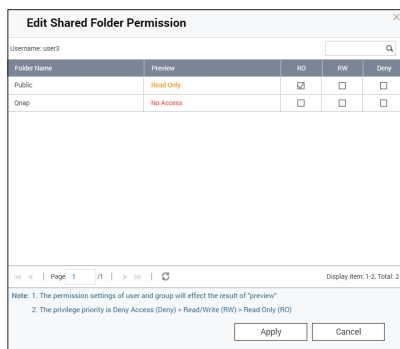 Edit Shared Folder Permission
Username: user3
Folder Name Preview RO RW Deny
Public Read Only
Qnap No Access
Page 1 /1 Display item: 1-2, Total: 2
Note: 1. The permission settings of user and group will effect the result of "preview"
2. The privilege priority is Deny Access (Deny) > Read/Write (RW) > Read Only (RO)
Apply Cancel